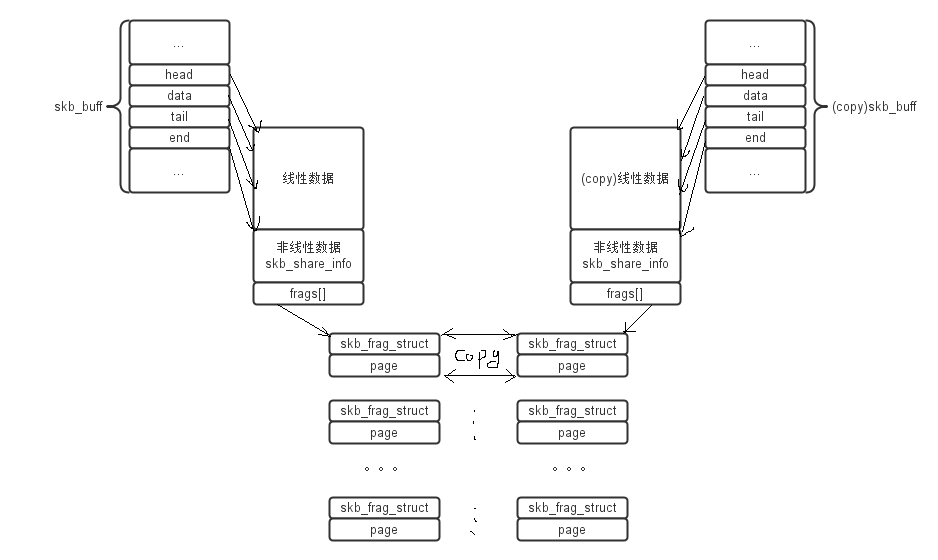 ...
head
data
tail
end
...
skb_buff
线性数据
非线性数据
skb_share_info
frags[]
...
head
data
tail
end
...
(copy)skb_buff
(copy)线性数据
非线性数据
skb_share_info
frags[]
skb_frag_struct
page
copy
skb_frag_struct
page
skb_frag_struct
page
skb_frag_struct
page
skb_frag_struct
page
skb_frag_struct
page